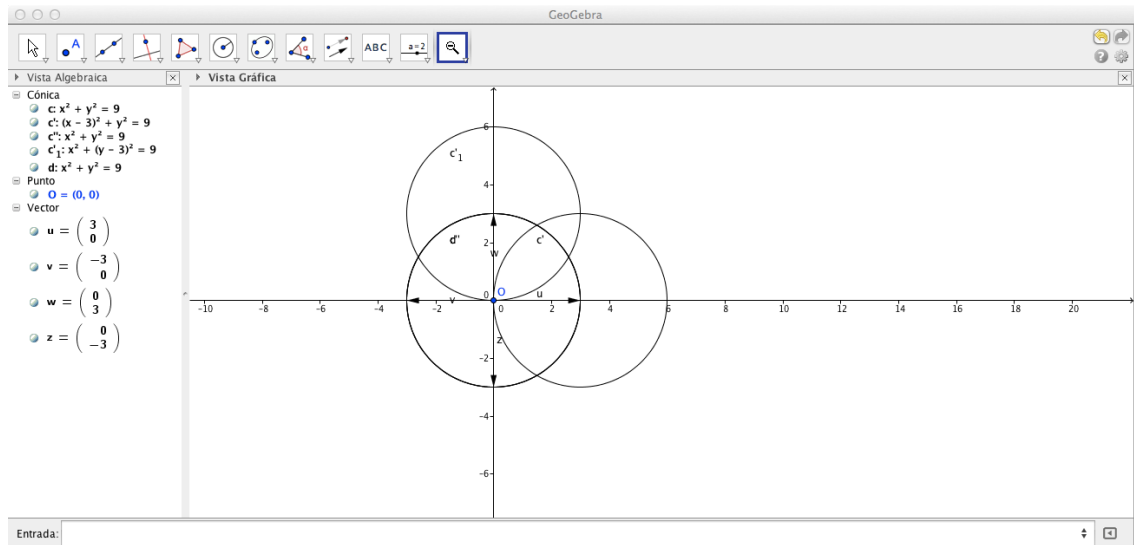 GeoGebra
A
α
ABC
a=2
?
Vista Algebraica
Vista Gráfica
Cónica
c: x² + y² = 9
c': (x – 3)² + y² = 9
c'': x² + y² = 9
c'₁: x² + (y – 3)² = 9
d: x² + y² = 9
Punto
O = (0, 0)
Vector
u = ( 3
0 )
v = ( –3
0 )
w = ( 0
3 )
z = ( 0
–3 )
6
c'₁
4
d'' 2 c'
w
0 O
v u
-10 -8 -6 -4 -2 0 2 4 6 8 10 12 14 16 18 20
z
-2
-4
-6
Entrada: